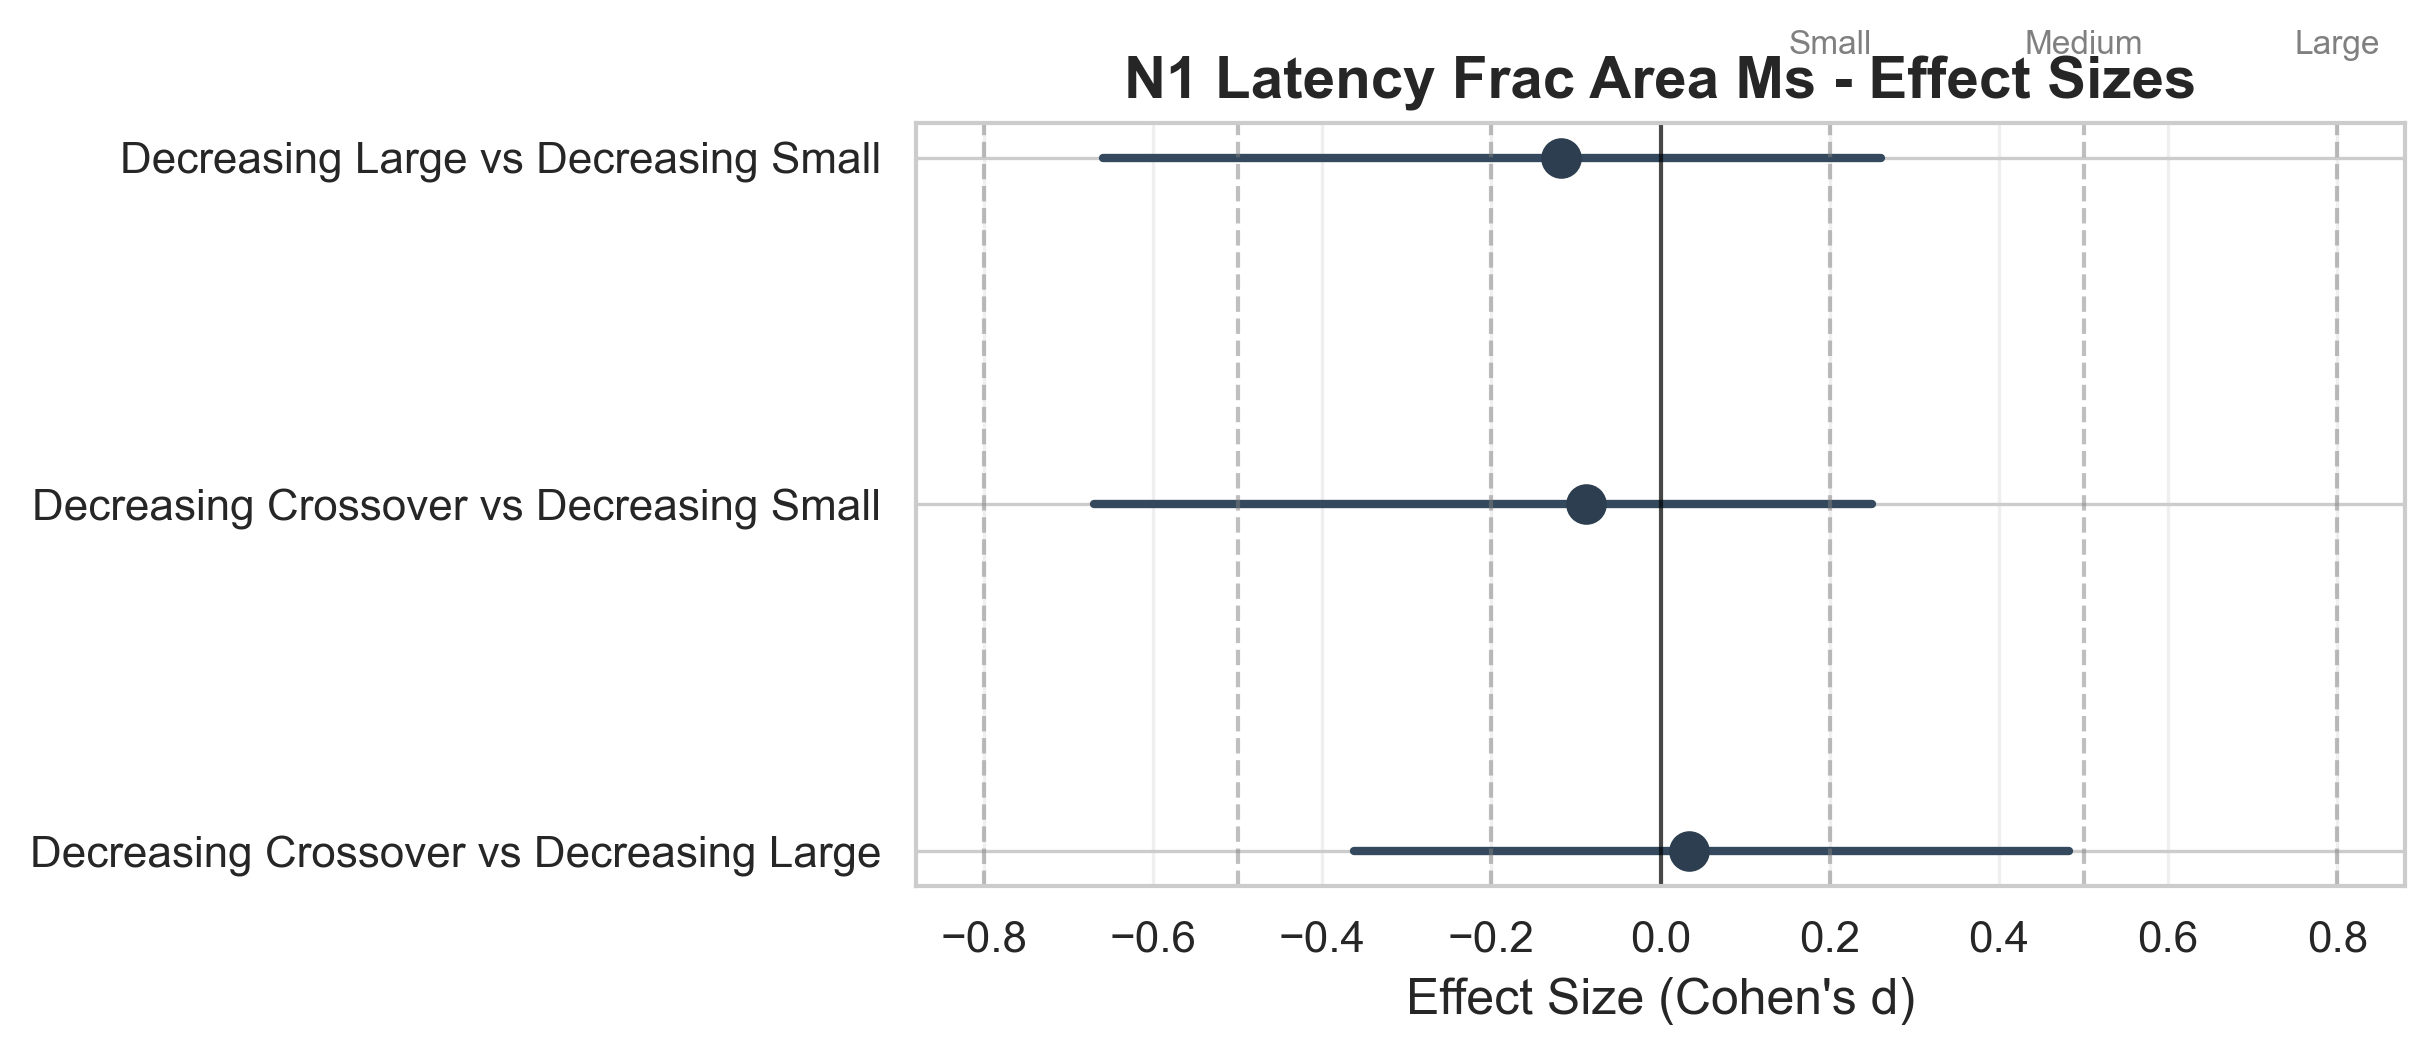 Small Medium Large
N1 Latency Frac Area Ms - Effect Sizes
Decreasing Large vs Decreasing Small
Decreasing Crossover vs Decreasing Small
Decreasing Crossover vs Decreasing Large
−0.8 −0.6 −0.4 −0.2 0.0 0.2 0.4 0.6 0.8
Effect Size (Cohen's d)